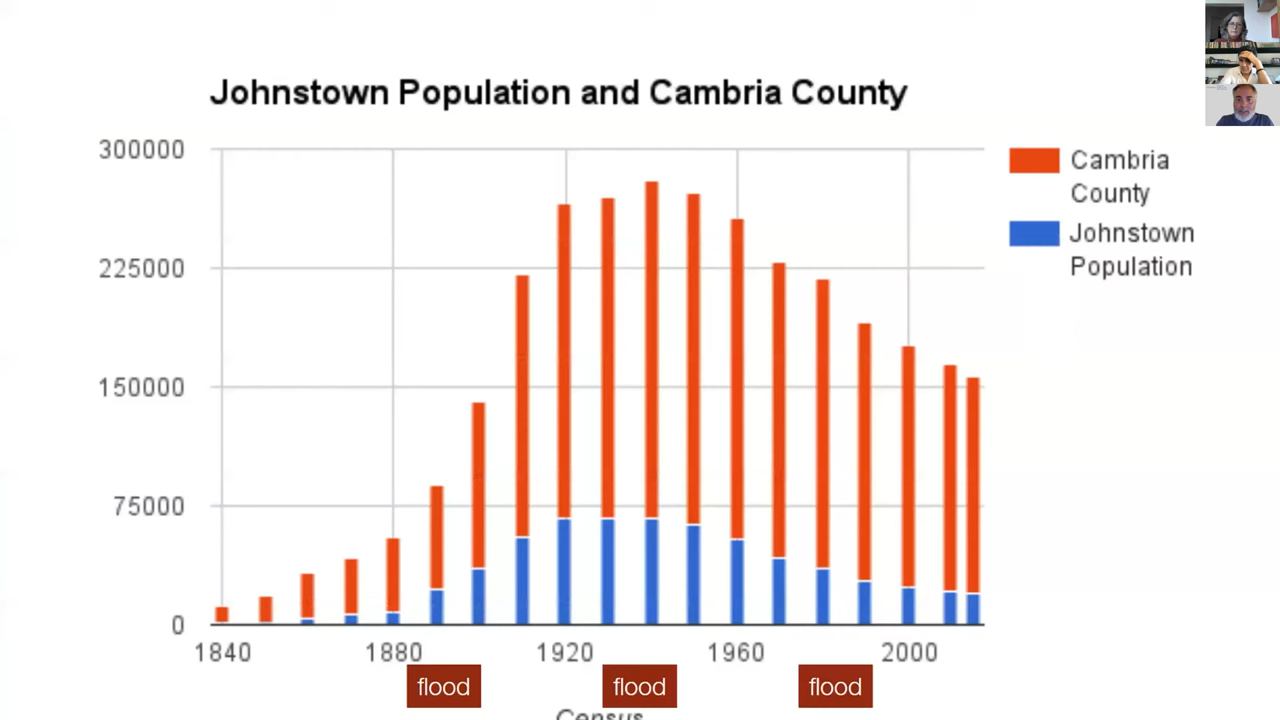 Johnstown Population and Cambria County
300000
225000
150000
75000
0
1840 1880 1920 1960 2000
Cambria
County
Johnstown
Population
flood flood flood
Census